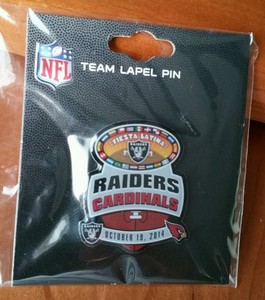 NFL
TEAM LAPEL PIN
FIESTA LATINA
RAIDERS
RAIDERS
CARDINALS
RAIDERS
OCTOBER 19, 2014